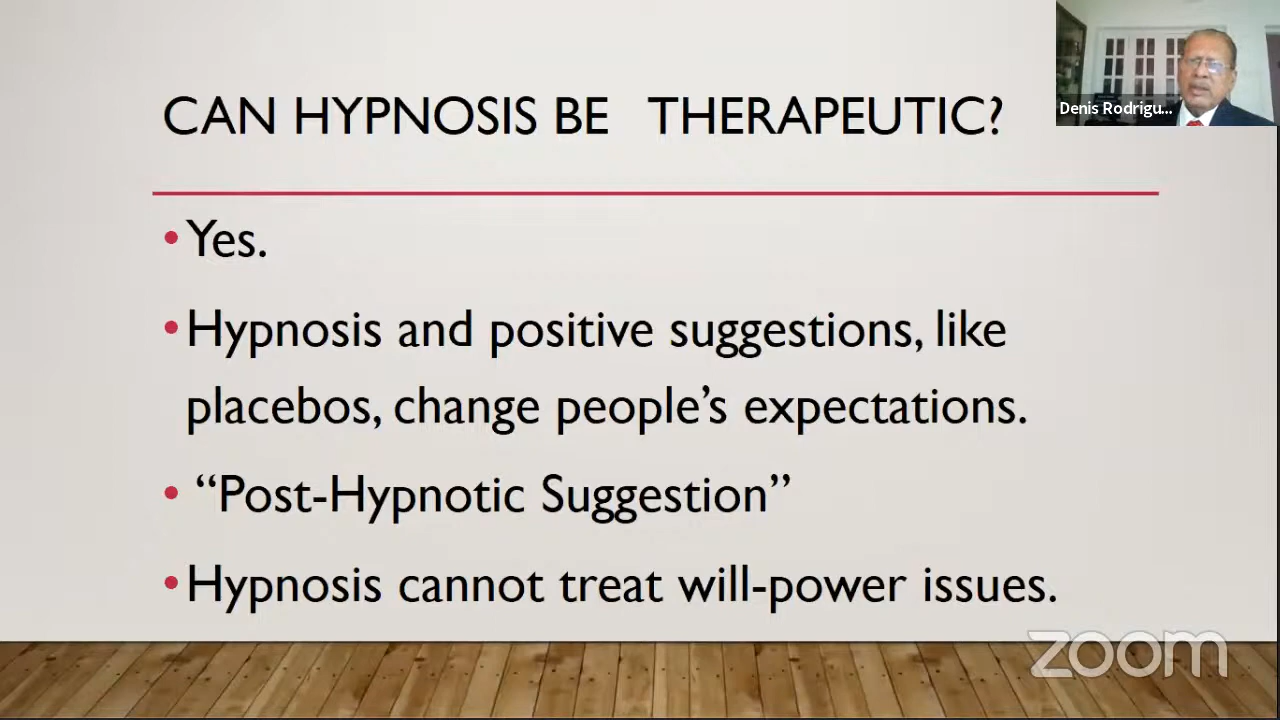 CAN HYPNOSIS BE THERAPEUTIC?
Denis Rodrigu...
•Yes.
•Hypnosis and positive suggestions, like
placebos, change people’s expectations.
• “Post-Hypnotic Suggestion”
•Hypnosis cannot treat will-power issues.
zoom